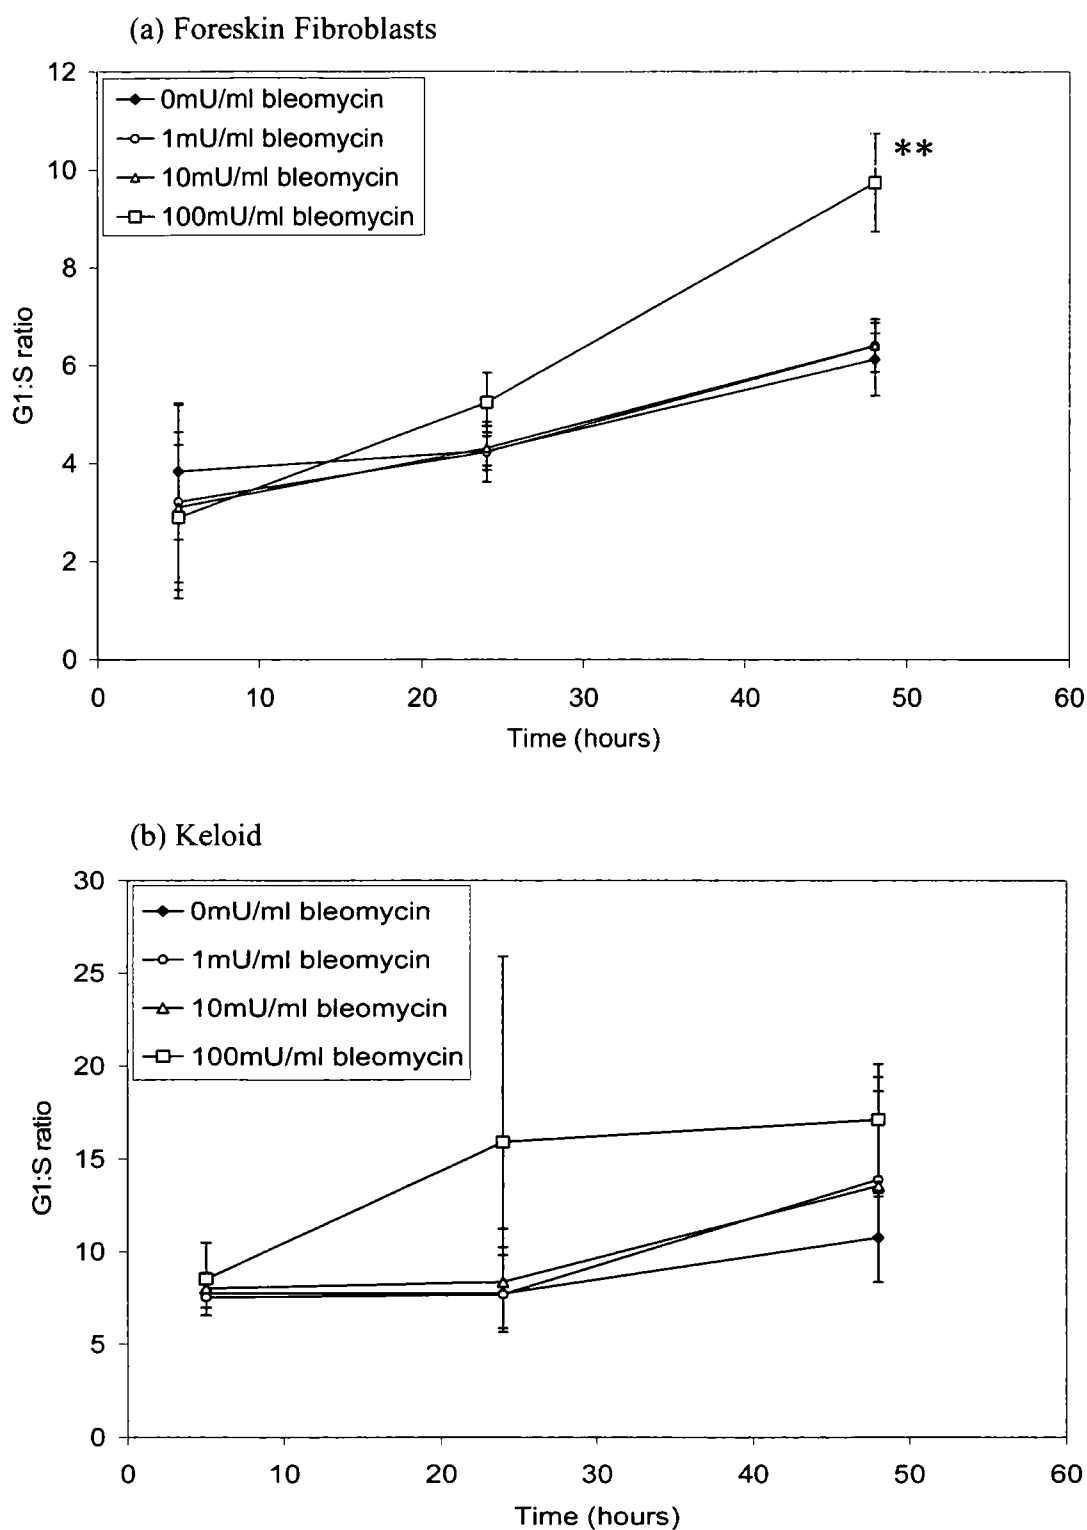 (a) Foreskin Fibroblasts
12
10
8
6
4
2
0
G1:S ratio
0mU/ml bleomycin
1mU/ml bleomycin
10mU/ml bleomycin
100mU/ml bleomycin
**
0 10 20 30 40 50 60
Time (hours)
(b) Keloid
30
25
20
15
10
5
0
G1:S ratio
0mU/ml bleomycin
1mU/ml bleomycin
10mU/ml bleomycin
100mU/ml bleomycin
0 10 20 30 40 50 60
Time (hours)